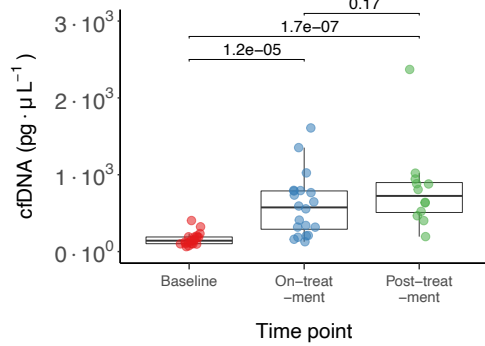 0.17
3 · 10³
1.7e−07
1.2e−05
2 · 10³
cfDNA (pg · μ L⁻¹)
1 · 10³
0 · 10⁰
Baseline
On−treat
−ment
Post−treat
−ment
Time point